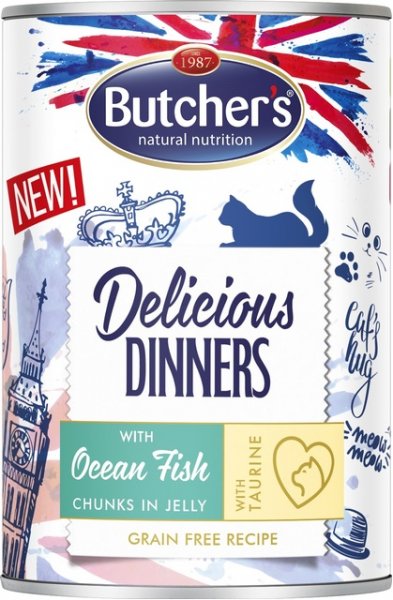 SINCE
1987
Butcher's
natural nutrition
NEW!
Delicious
DINNERS
Cat's
hug
WITH
Ocean Fish
CHUNKS IN JELLY
WITH
TAURINE
meow
meow
GRAIN FREE RECIPE